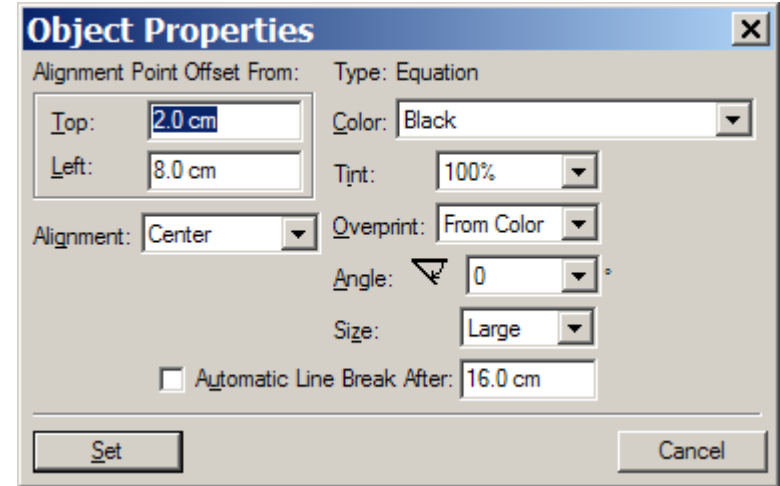 Object Properties
Alignment Point Offset From:
Top: 2.0 cm
Left: 8.0 cm
Alignment: Center
Type: Equation
Color: Black
Tint: 100%
Overprint: From Color
Angle: 0 °
Size: Large
Automatic Line Break After: 16.0 cm
Set
Cancel